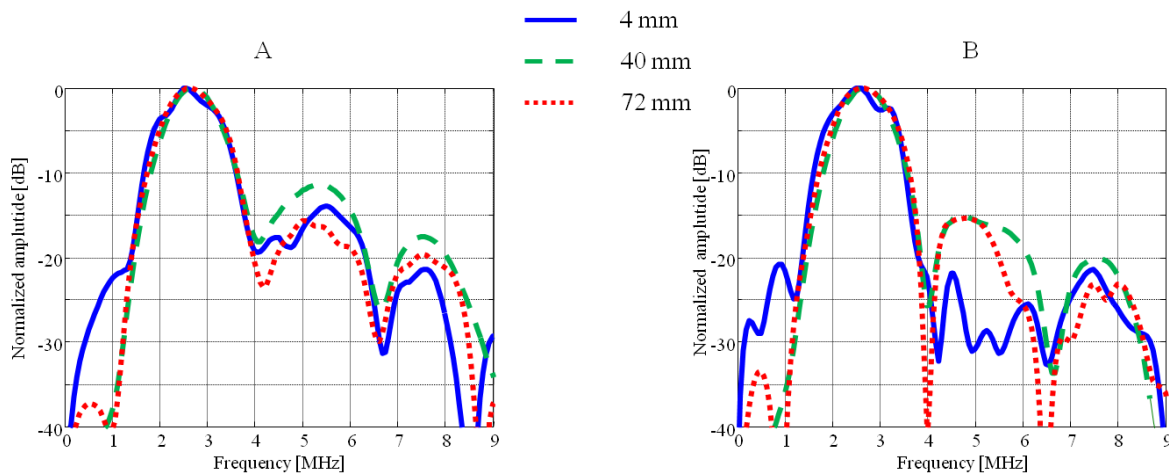 4 mm
40 mm
72 mm
A
B
Normalized amplutide [dB]
0
-10
-20
-30
-40
0 1 2 3 4 5 6 7 8 9
Frequency [MHz]
Normalized amplutide [dB]
0
-10
-20
-30
-40
0 1 2 3 4 5 6 7 8 9
Frequency [MHz]